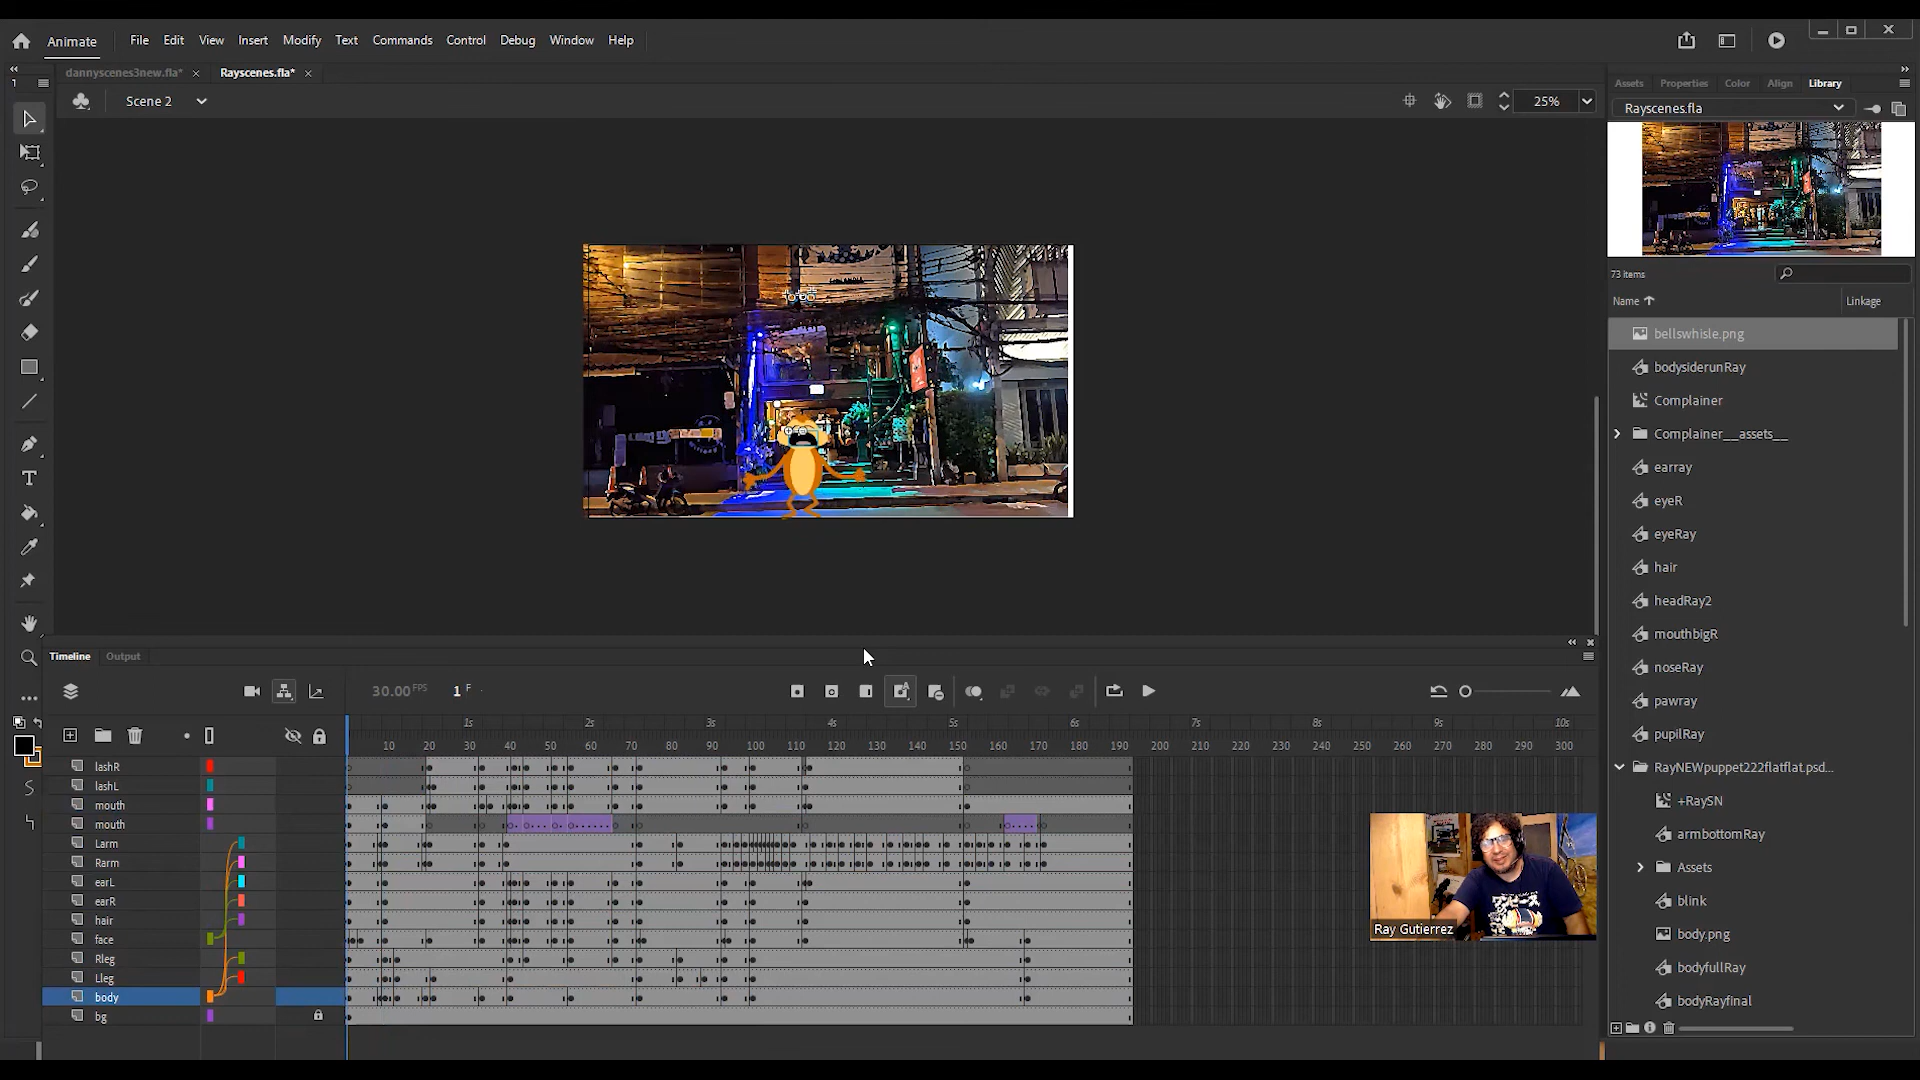 Animate File Edit View Insert Modify Text Commands Control Debug Window Help
1 dannyscenes3new.fla* × Rayscenes.fla* ×
Scene 2 25%
Assets Properties Color Align Library
Rayscenes.fla
73 items
Name Linkage
bellswhisle.png
bodysiderunRay
Complainer
Complainer__assets__
earray
eyeR
eyeRay
hair
headRay2
mouthbigR
noseRay
pawray
pupilRay
RayNEWpuppet222flatflat.psd...
+RaySN
armbottomRay
Assets
blink
body.png
bodyfullRay
bodyRayfinal
Timeline Output
30.00 FPS 1 F
1s 2s 3s 4s 5s 6s 7s 8s 9s 10s
10 20 30 40 50 60 70 80 90 100 110 120 130 140 150 160 170 180 190 200 210 220 230 240 250 260 270 280 290 300
lashR
lashL
mouth
mouth
Larm
Rarm
earL
earR
hair
face
Rleg
Lleg
body
bg
Ray Gutierrez